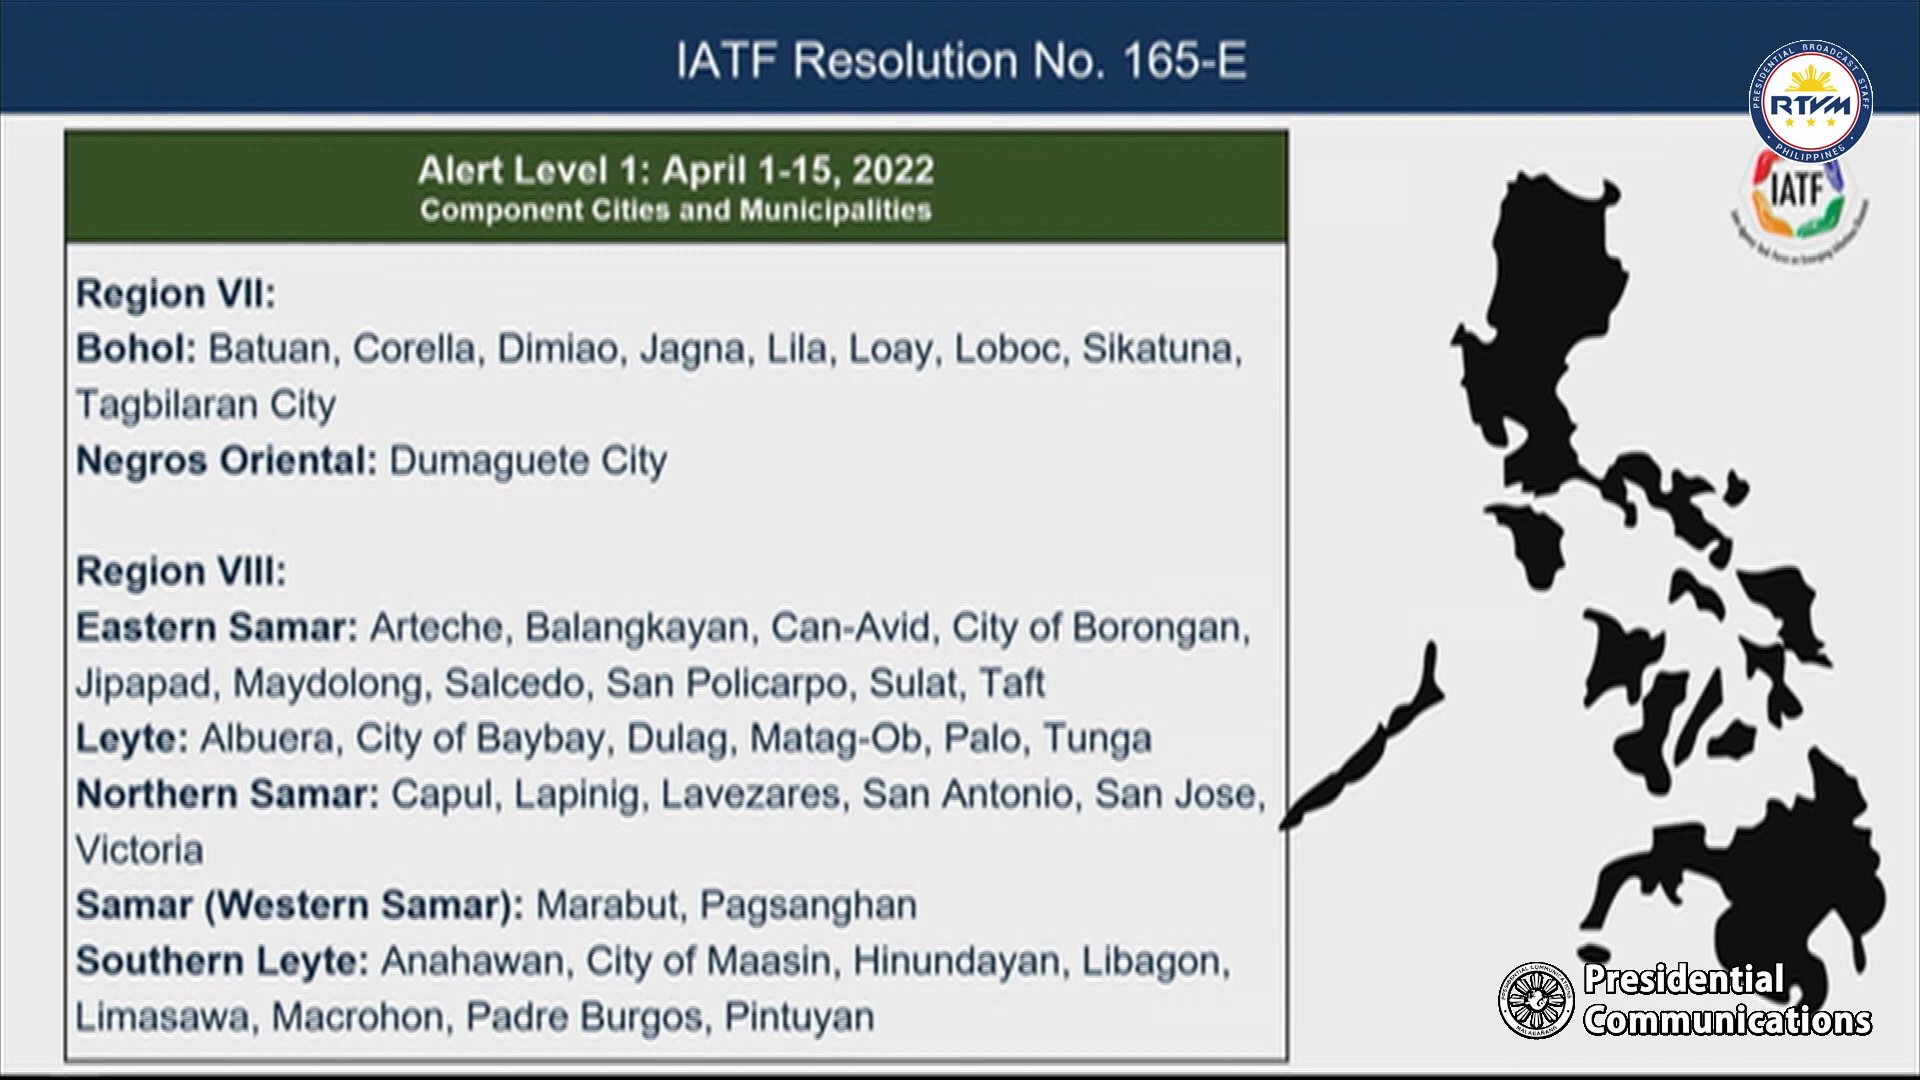 IATF Resolution No. 165-E
PRESIDENTIAL BROADCAST STAFF
RTVM
PHILIPPINES
IATF
Alert Level 1: April 1-15, 2022
Component Cities and Municipalities
Region VII:
Bohol: Batuan, Corella, Dimiao, Jagna, Lila, Loay, Loboc, Sikatuna,
Tagbilaran City
Negros Oriental: Dumaguete City
Region VIII:
Eastern Samar: Arteche, Balangkayan, Can-Avid, City of Borongan,
Jipapad, Maydolong, Salcedo, San Policarpo, Sulat, Taft
Leyte: Albuera, City of Baybay, Dulag, Matag-Ob, Palo, Tunga
Northern Samar: Capul, Lapinig, Lavezares, San Antonio, San Jose,
Victoria
Samar (Western Samar): Marabut, Pagsanghan
Southern Leyte: Anahawan, City of Maasin, Hinundayan, Libagon,
Limasawa, Macrohon, Padre Burgos, Pintuyan
Presidential
Communications